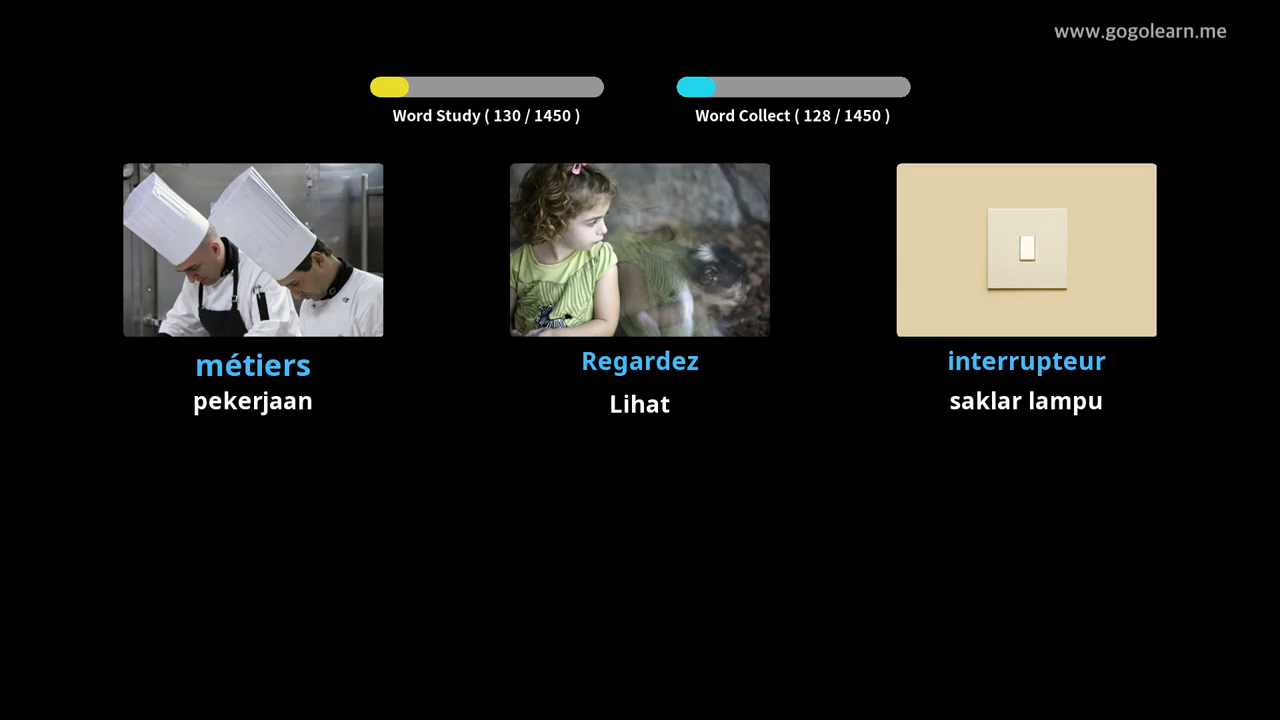 www.gogolearn.me
Word Study ( 130 / 1450 )
Word Collect ( 128 / 1450 )
métiers
pekerjaan
Regardez
Lihat
interrupteur
saklar lampu